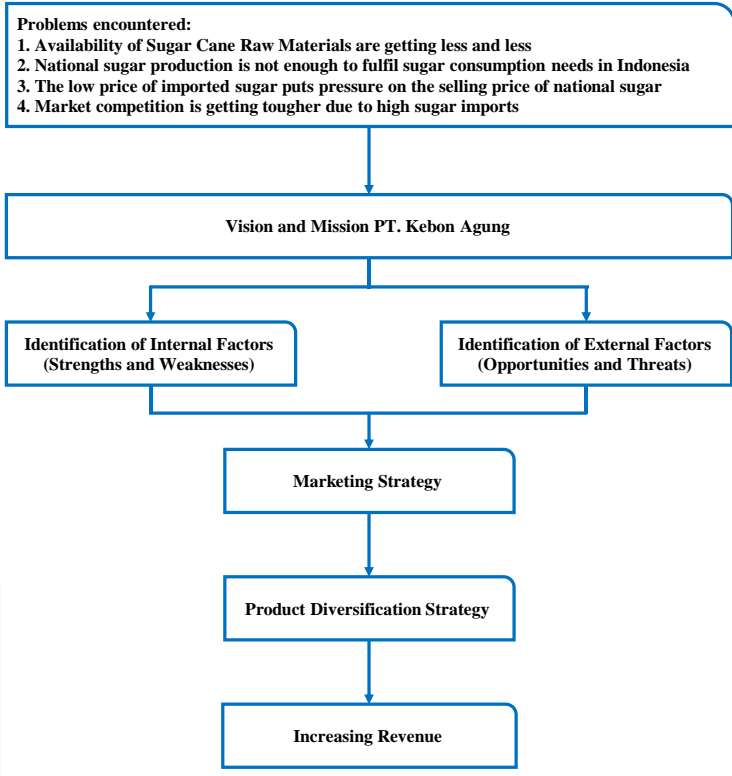 Problems encountered:
1. Availability of Sugar Cane Raw Materials are getting less and less
2. National sugar production is not enough to fulfil sugar consumption needs in Indonesia
3. The low price of imported sugar puts pressure on the selling price of national sugar
4. Market competition is getting tougher due to high sugar imports
Vision and Mission PT. Kebon Agung
Identification of Internal Factors
(Strengths and Weaknesses)
Identification of External Factors
(Opportunities and Threats)
Marketing Strategy
Product Diversification Strategy
Increasing Revenue